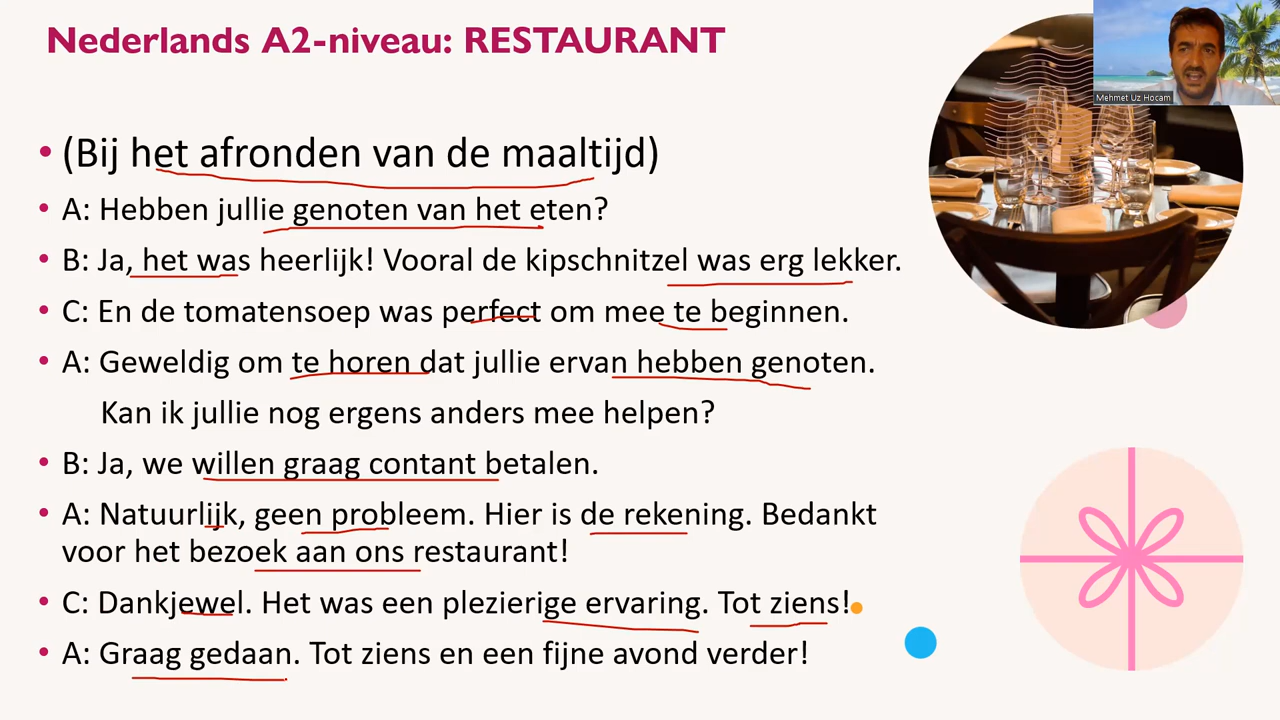 Nederlands A2-niveau: RESTAURANT
Mehmet Uz Hocam
• (Bij het afronden van de maaltijd)
• A: Hebben jullie genoten van het eten?
• B: Ja, het was heerlijk! Vooral de kipschnitzel was erg lekker.
• C: En de tomatensoep was perfect om mee te beginnen.
• A: Geweldig om te horen dat jullie ervan hebben genoten.
Kan ik jullie nog ergens anders mee helpen?
• B: Ja, we willen graag contant betalen.
• A: Natuurlijk, geen probleem. Hier is de rekening. Bedankt
voor het bezoek aan ons restaurant!
• C: Dankjewel. Het was een plezierige ervaring. Tot ziens!
• A: Graag gedaan. Tot ziens en een fijne avond verder!